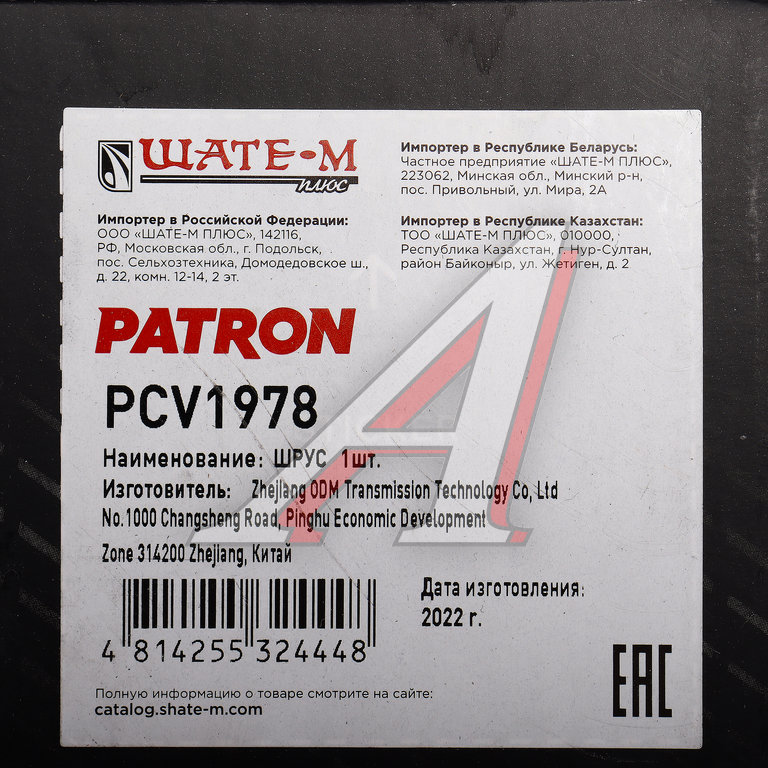 ШАТЕ-М
плюс
Импортер в Республике Беларусь:
Частное предприятие «ШАТЕ-М ПЛЮС»,
223062, Минская обл., Минский р-н,
пос. Привольный, ул. Мира, 2А
Импортер в Российской Федерации:
ООО «ШАТЕ-М ПЛЮС», 142116,
РФ, Московская обл., г. Подольск,
пос. Сельхозтехника, Домодедовское ш.,
д. 22, комн. 12-14, 2 эт.
Импортер в Республике Казахстан:
ТОО «ШАТЕ-М ПЛЮС», 010000,
Республика Казахстан, г. Нур-Султан,
район Байконыр, ул. Жетиген, д. 2
PATRON
PCV1978
Наименование: ШРУС 1шт.
Изготовитель: Zhejiang ODM Transmission Technology Co, Ltd
No.1000 Changsheng Road, Pinghu Economic Development
Zone 314200 Zhejiang, Китай
Дата изготовления:
2022 г.
4 814255 324448
Полную информацию о товаре смотрите на сайте:
catalog.shate-m.com
EAC